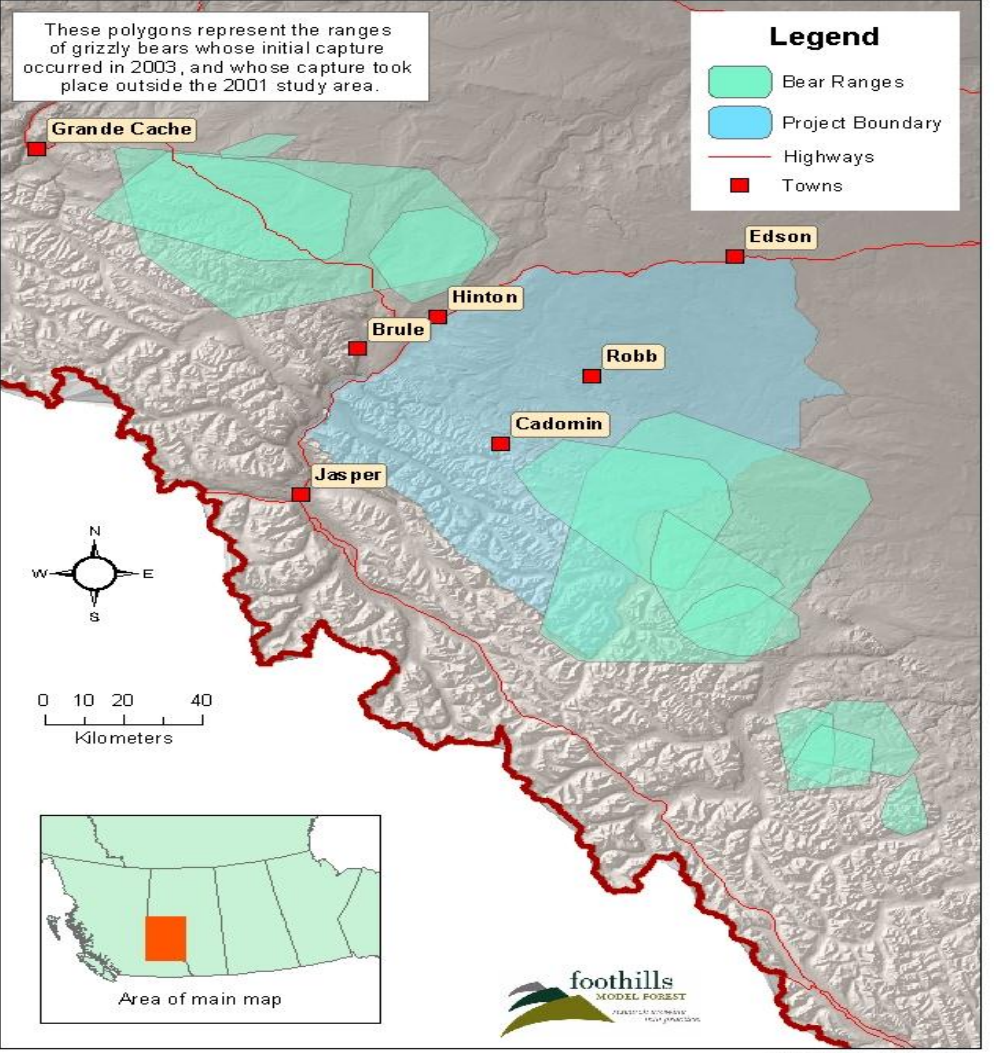 These polygons represent the ranges
of grizzly bears whose initial capture
occurred in 2003, and whose capture took
place outside the 2001 study area.
Legend
Bear Ranges
Project Boundary
Highways
Towns
Grande Cache
Edson
Hinton
Brule
Robb
Cadomin
Jasper
N
W E
S
0 10 20 40
Kilometers
Area of main map
foothills
MODEL FOREST